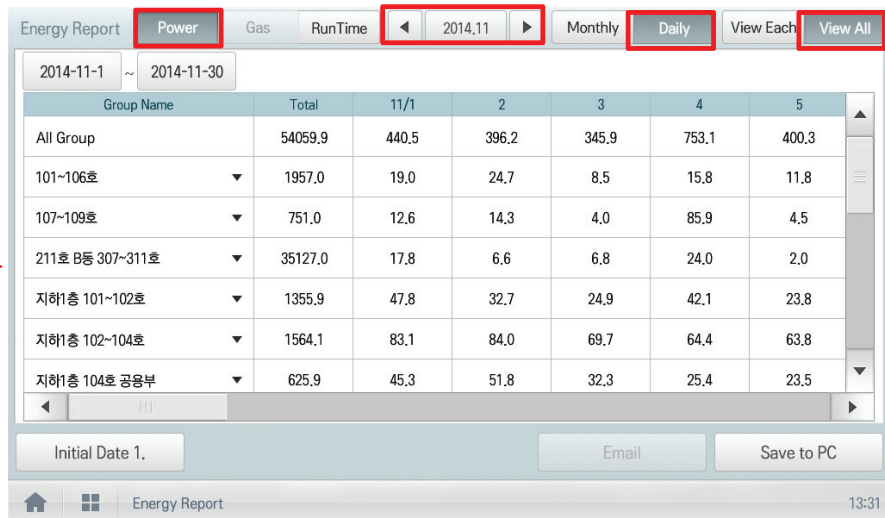 Energy Report Power Gas RunTime 2014.11 Monthly Daily View Each View All
2014-11-1 ~ 2014-11-30
Group Name Total 11/1 2 3 4 5
All Group 54059.9 440.5 396.2 345.9 753.1 400.3
101~106호 1957.0 19.0 24.7 8.5 15.8 11.8
107~109호 751.0 12.6 14.3 4.0 85.9 4.5
211호 B동 307~311호 35127.0 17.8 6.6 6.8 24.0 2.0
지하1층 101~102호 1355.9 47.8 32.7 24.9 42.1 23.8
지하1층 102~104호 1564.1 83.1 84.0 69.7 64.4 63.8
지하1층 104호 공용부 625.9 45.3 51.8 32.3 25.4 23.5
Initial Date 1. Email Save to PC
Energy Report 13:31